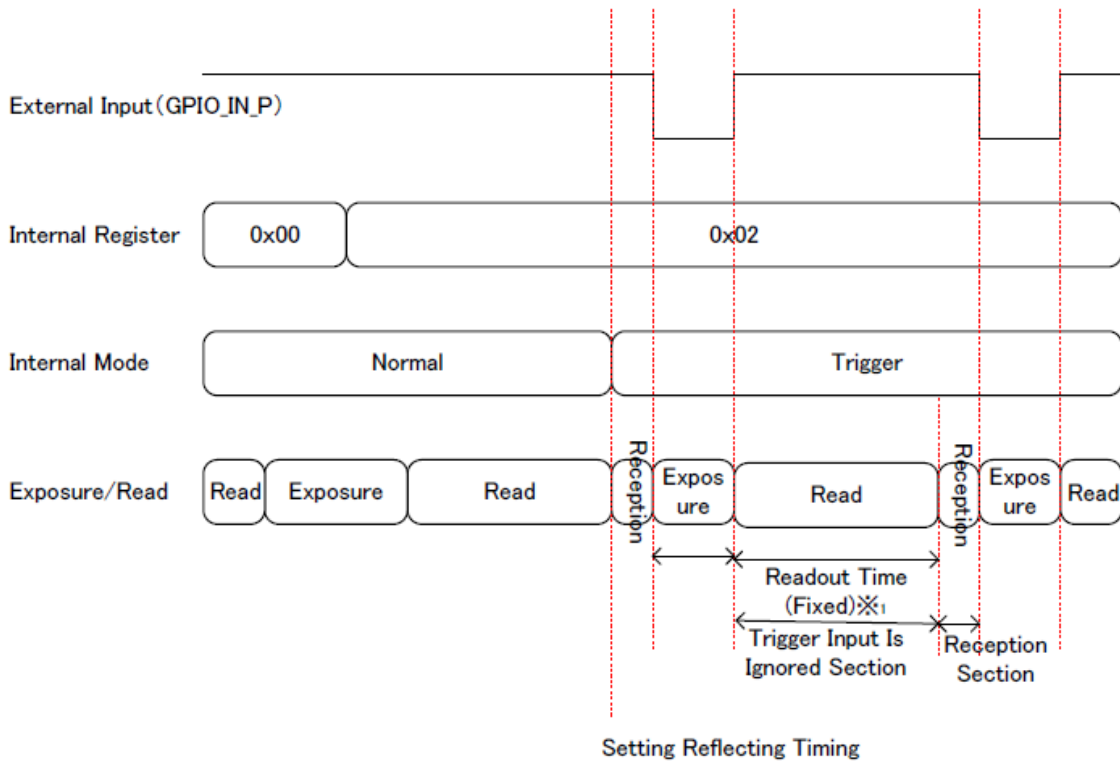 External Input(GPIO_IN_P)
Internal Register
0x00
0x02
Internal Mode
Normal
Trigger
Exposure/Read
Read
Exposure
Read
Reception
Expos
ure
Read
Reception
Expos
ure
Read
Readout Time
(Fixed)※1
Trigger Input Is
Ignored Section
Reception
Section
Setting Reflecting Timing